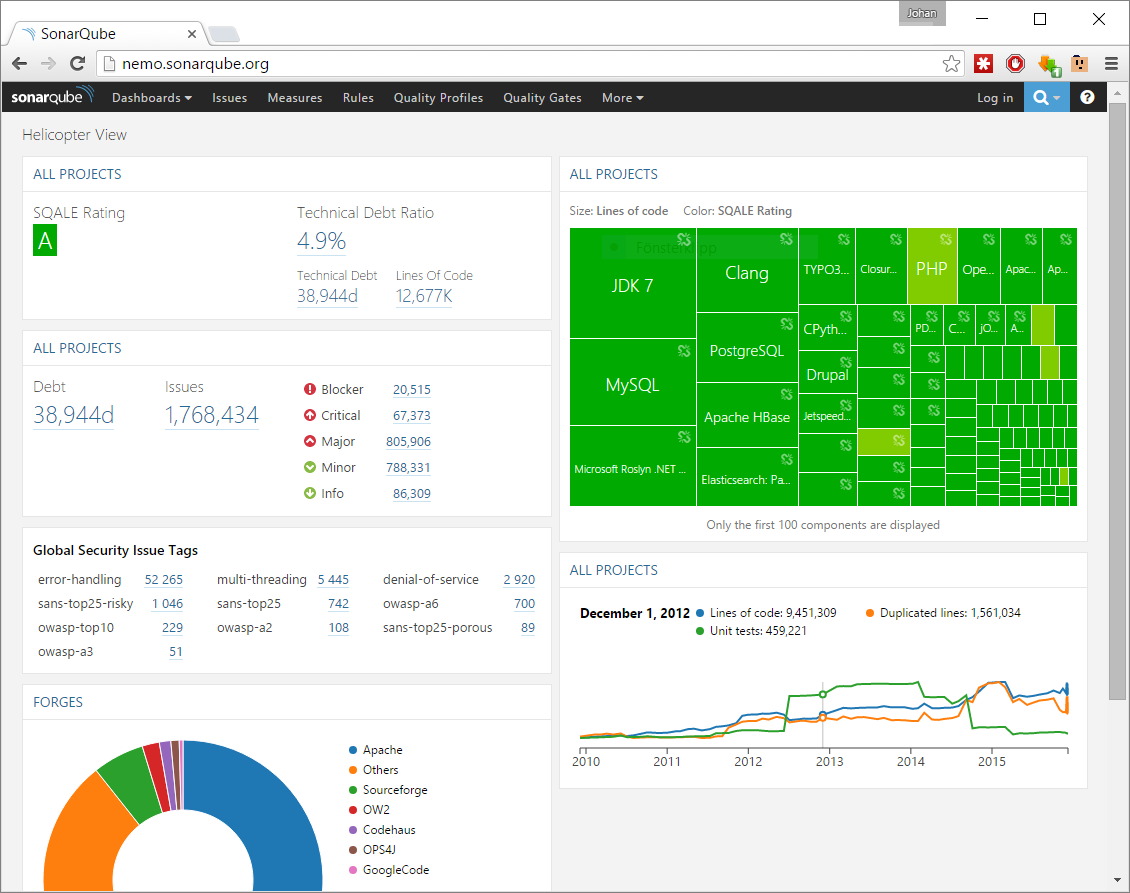 Johan
SonarQube
nemo.sonarqube.org
sonarqube Dashboards Issues Measures Rules Quality Profiles Quality Gates More Log in ?
Helicopter View
ALL PROJECTS
SQALE Rating
A
Technical Debt Ratio
4.9%
Technical Debt Lines Of Code
38,944d 12,677K
ALL PROJECTS
Debt Issues
38,944d 1,768,434
Blocker 20,515
Critical 67,373
Major 805,906
Minor 788,331
Info 86,309
Global Security Issue Tags
error-handling 52 265 multi-threading 5 445 denial-of-service 2 920
sans-top25-risky 1 046 sans-top25 742 owasp-a6 700
owasp-top10 229 owasp-a2 108 sans-top25-porous 89
owasp-a3 51
FORGES
Apache
Others
Sourceforge
OW2
Codehaus
OPS4J
GoogleCode
ALL PROJECTS
Size: Lines of code Color: SQALE Rating
JDK 7
MySQL
Microsoft Roslyn .NET ...
Clang
PostgreSQL
Apache HBase
Elasticsearch: Pa...
TYPO3...
Closur...
PHP
Ope...
Apac...
Ap...
CPyth...
Drupal
Jetspeed...
PD...
C...
jO...
A...
Only the first 100 components are displayed
ALL PROJECTS
December 1, 2012 Lines of code: 9,451,309 Duplicated lines: 1,561,034
Unit tests: 459,221
2010 2011 2012 2013 2014 2015